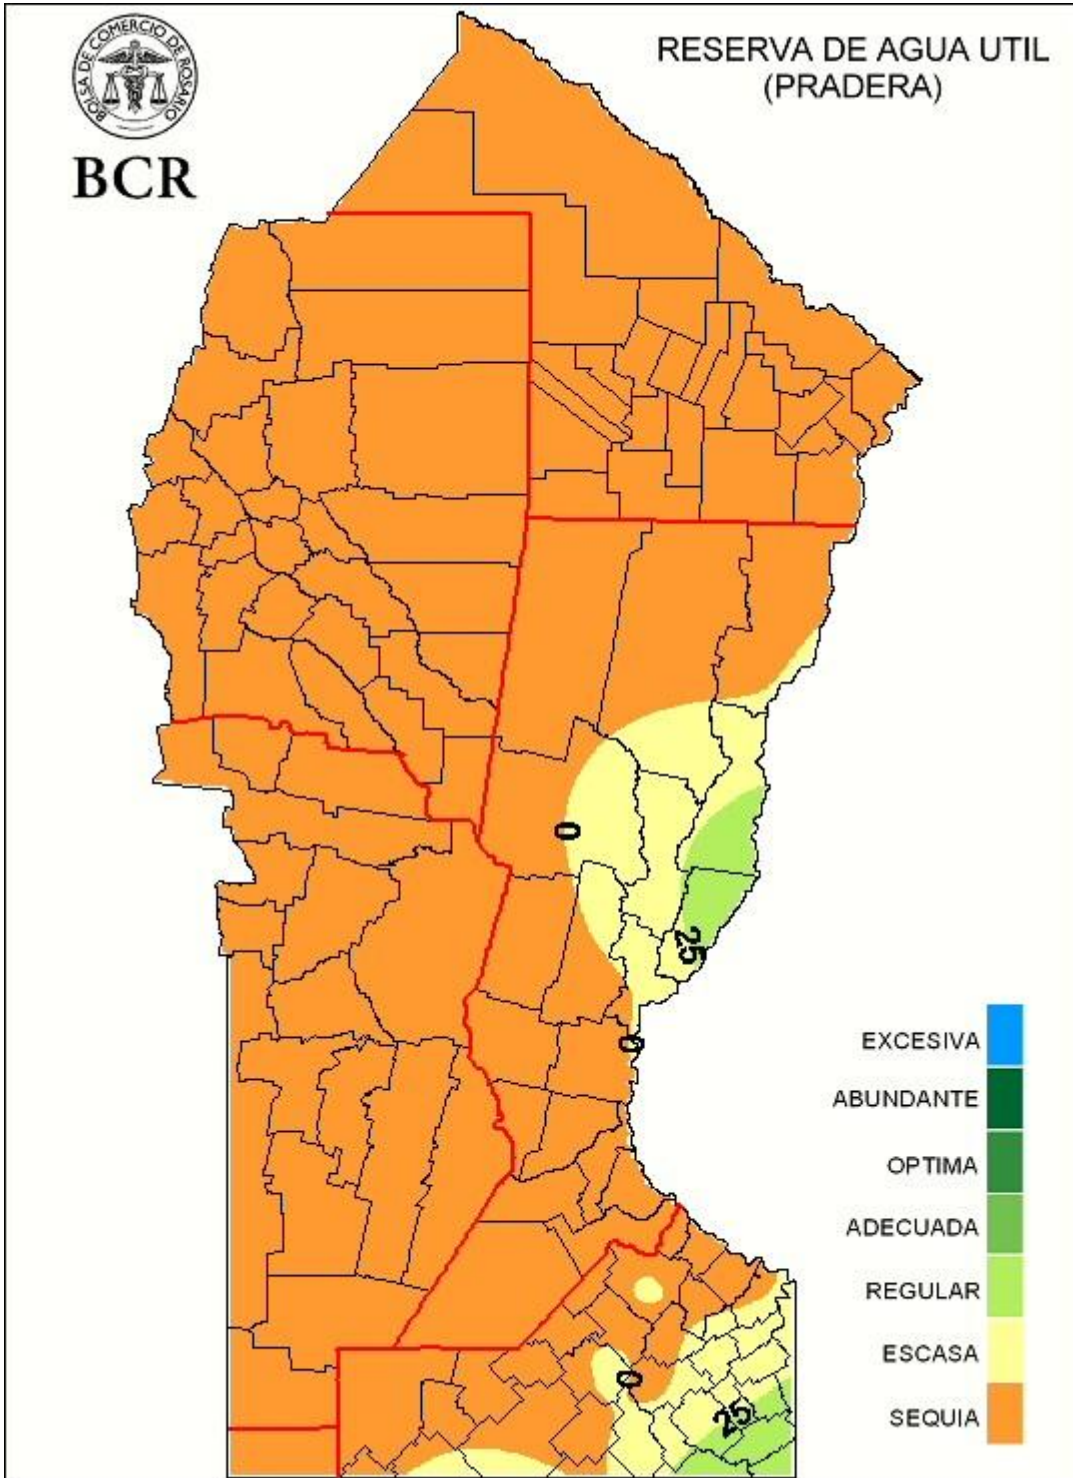 BOLSA DE COMERCIO DE ROSARIO
BCR
RESERVA DE AGUA UTIL
(PRADERA)
0
25
0
0
25
EXCESIVA
ABUNDANTE
OPTIMA
ADECUADA
REGULAR
ESCASA
SEQUIA